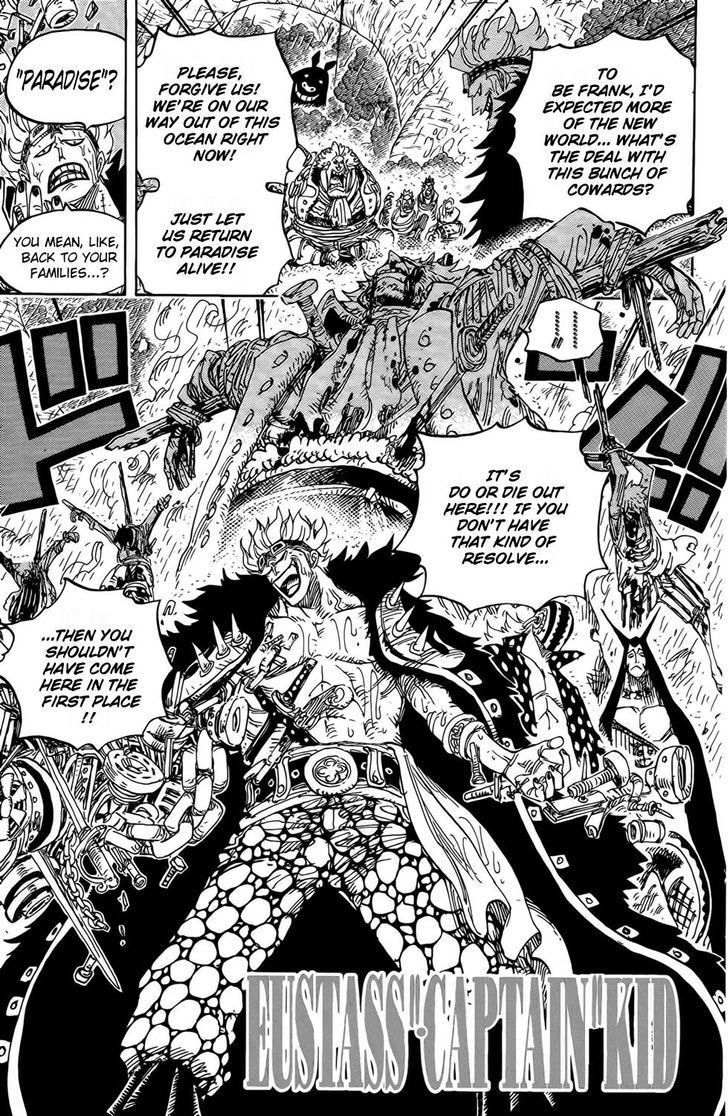 TO
BE FRANK, I'D
EXPECTED MORE
OF THE NEW
WORLD... WHAT'S
THE DEAL WITH
THIS BUNCH OF
COWARDS?
PLEASE,
FORGIVE US!
WE'RE ON OUR
WAY OUT OF THIS
OCEAN RIGHT
NOW!
JUST LET
US RETURN
TO PARADISE
ALIVE!!
"PARADISE"?
YOU MEAN, LIKE,
BACK TO YOUR
FAMILIES...?
!!!
ドドン
IT'S
DO OR DIE OUT
HERE!!! IF YOU
DON'T HAVE
THAT KIND OF
RESOLVE...
...THEN YOU
SHOULDN'T
HAVE COME
HERE IN THE
FIRST PLACE
!!
EUSTASS "CAPTAIN" KID